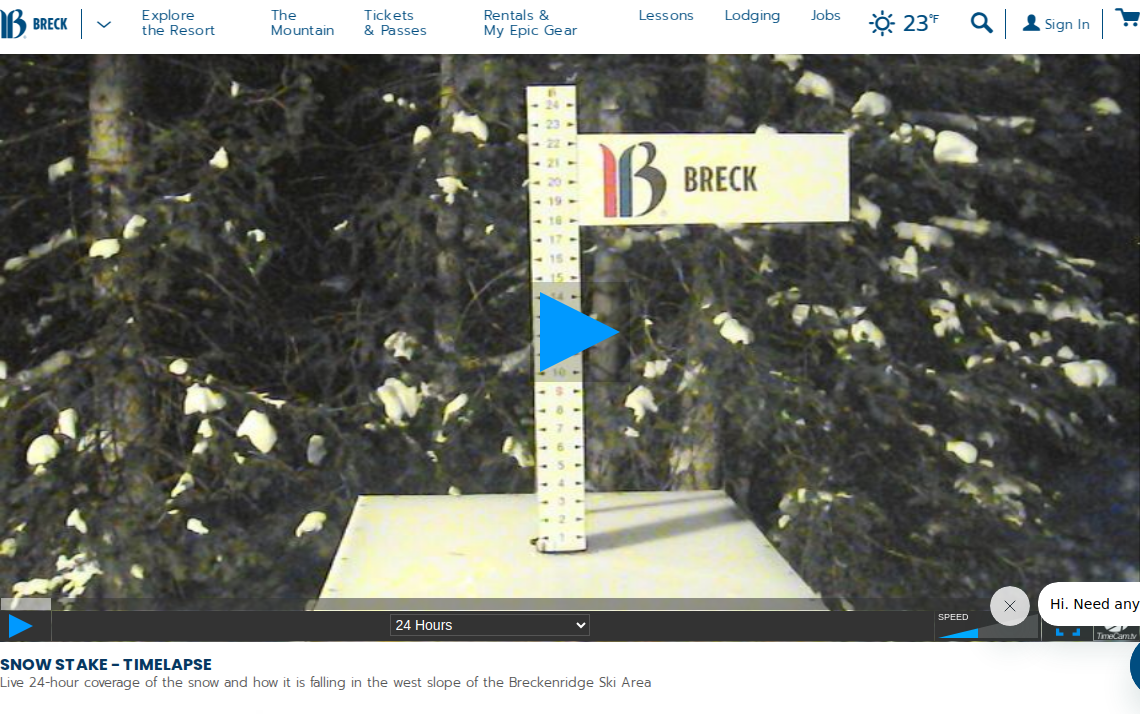 BRECK
Explore
the Resort
The
Mountain
Tickets
& Passes
Rentals &
My Epic Gear
Lessons
Lodging
Jobs
23°F
Sign In
24
23
22
21
20
19
18
17
16
15
14
10
9
8
7
6
5
4
3
2
1
BRECK
24 Hours
SPEED
Hi. Need any
TimeCam.tv
SNOW STAKE - TIMELAPSE
Live 24-hour coverage of the snow and how it is falling in the west slope of the Breckenridge Ski Area